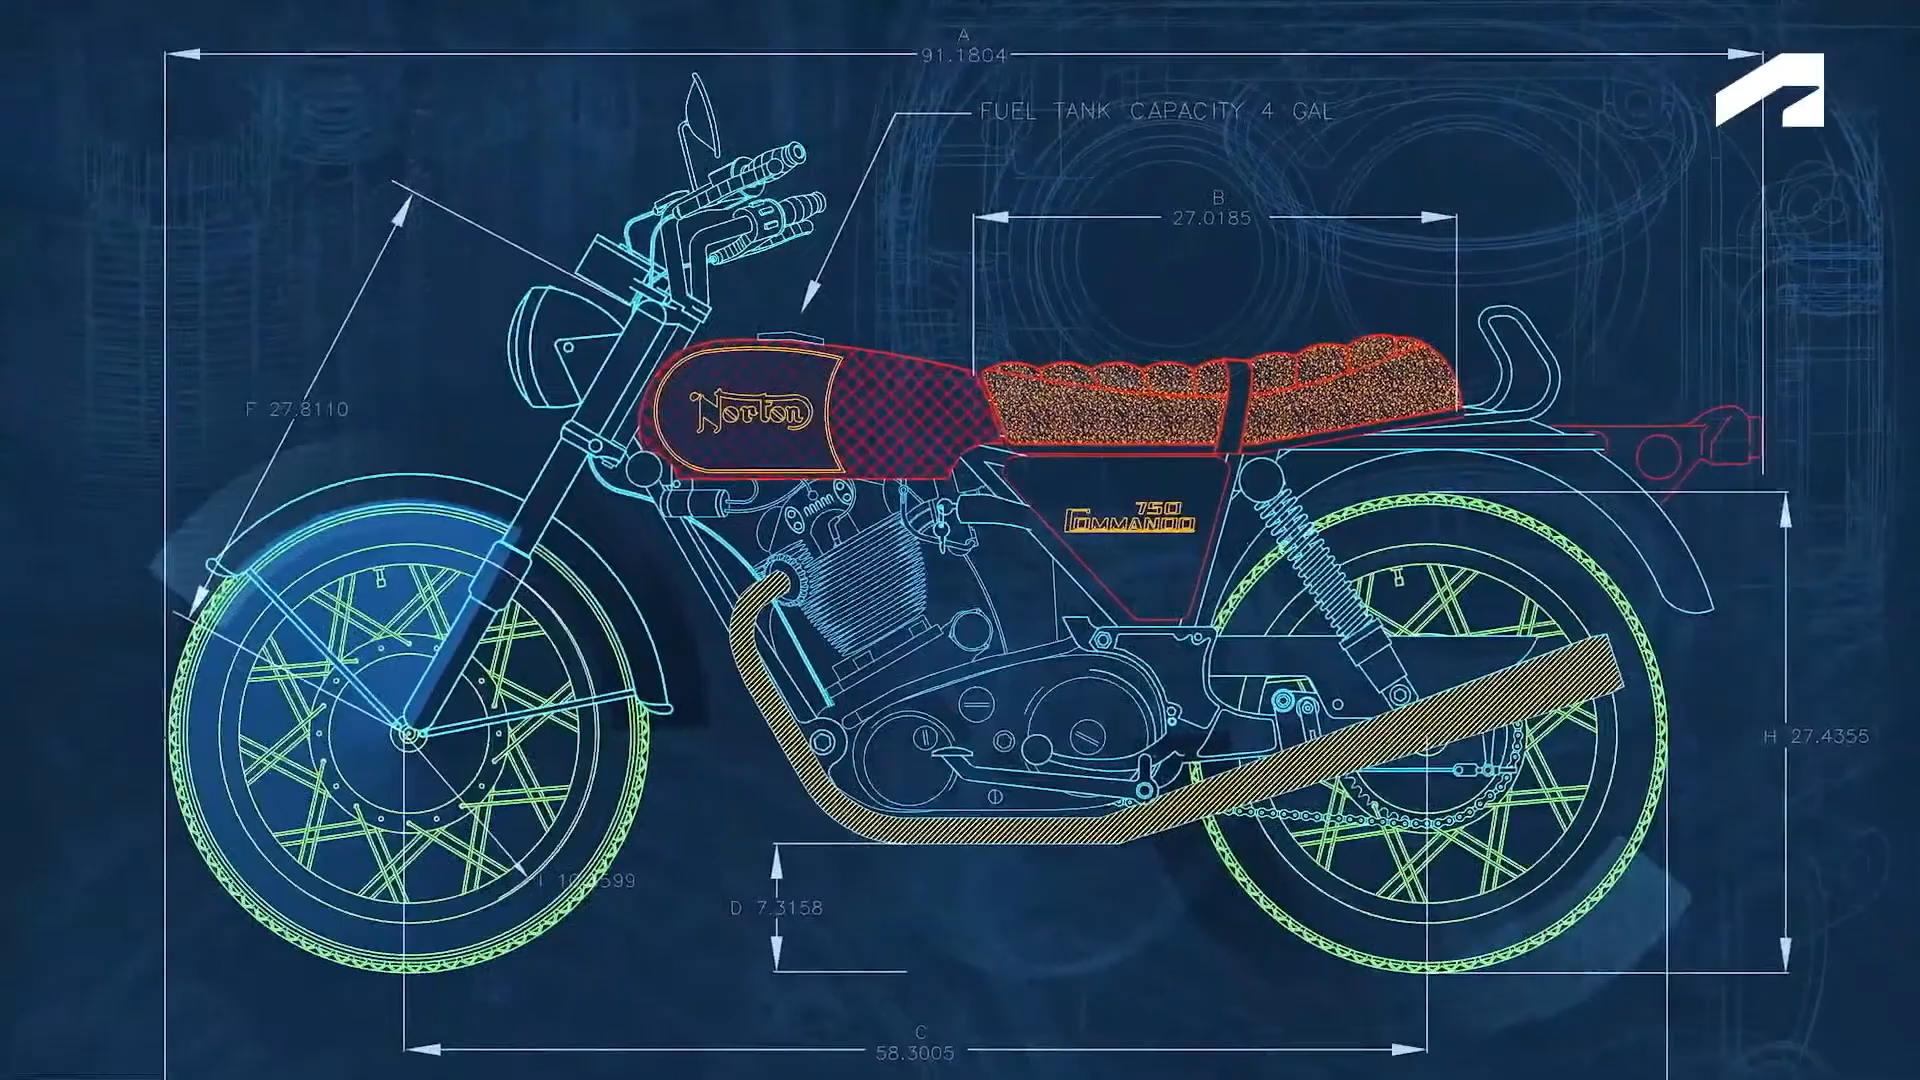 A
91.1804
FUEL TANK CAPACITY 4 GAL
B
27.0185
F 27.8110
Norton
750
COMMANDO
H 27.4355
D 7.3158
C
58.3005